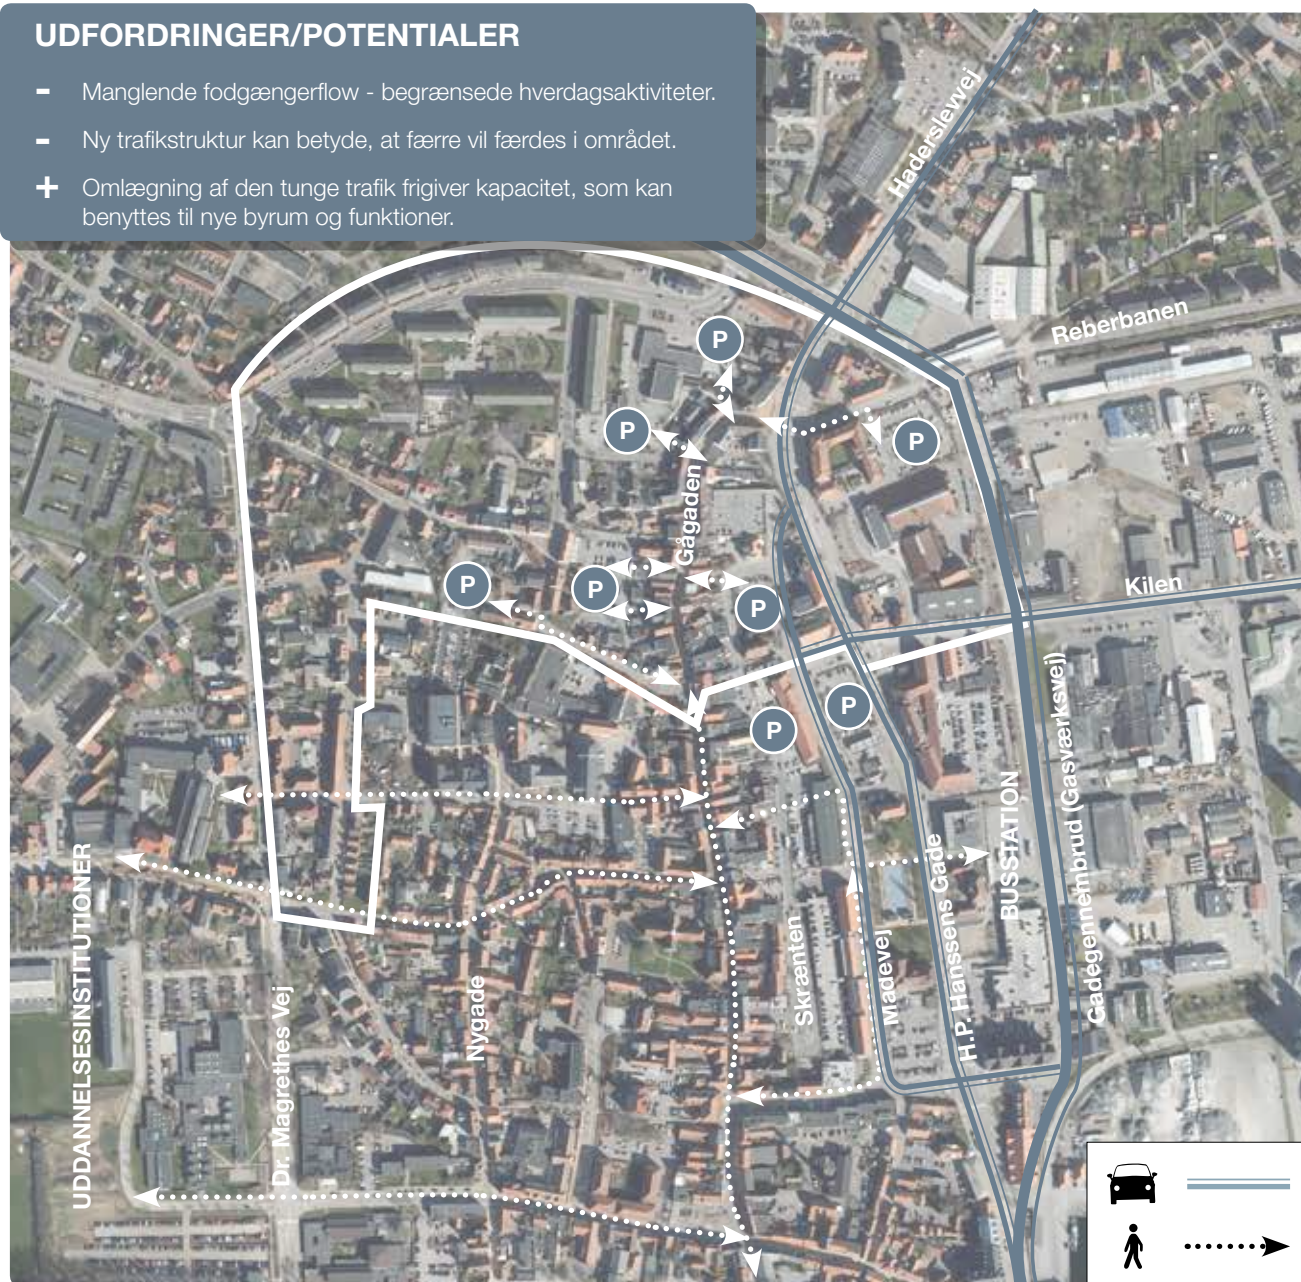 UDFORDRINGER/POTENTIALER
- Manglende fodgængerflow - begrænsede hverdagsaktiviteter.
- Ny trafikstruktur kan betyde, at færre vil færdes i området.
+ Omlægning af den tunge trafik frigiver kapacitet, som kan
benyttes til nye byrum og funktioner.
Haderslevvej
Reberbanen
P
P
P
Gågaden
Kilen
P
P
P
P
P
Gadegennembrud (Gasværksvej)
BUSSTATION
H.P. Hanssens Gade
Madevej
Skrænten
Nygade
Dr. Magrethes Vej
UDDANNELSESINSTITUTIONER